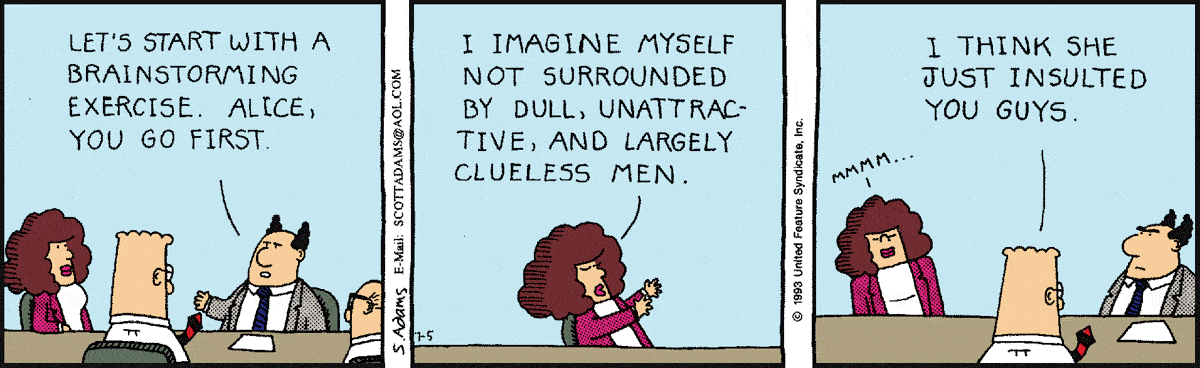 LET'S START WITH A
BRAINSTORMING
EXERCISE. ALICE,
YOU GO FIRST.
S. Adams E-Mail: SCOTTADAMS@AOL.COM
I IMAGINE MYSELF
NOT SURROUNDED
BY DULL, UNATTRAC-
TIVE, AND LARGELY
CLUELESS MEN.
7-5
© 1993 United Feature Syndicate, Inc.
I THINK SHE
JUST INSULTED
YOU GUYS.
MMMM...